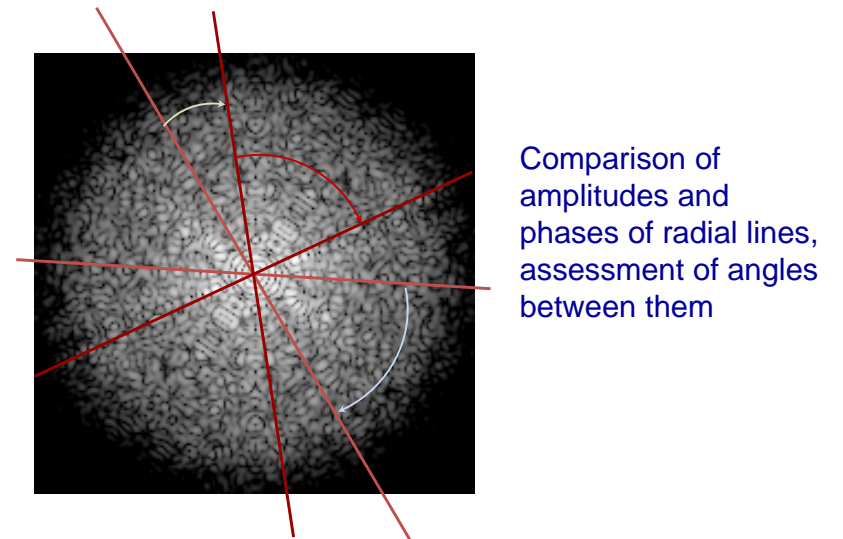 Comparison of
amplitudes and
phases of radial lines,
assessment of angles
between them